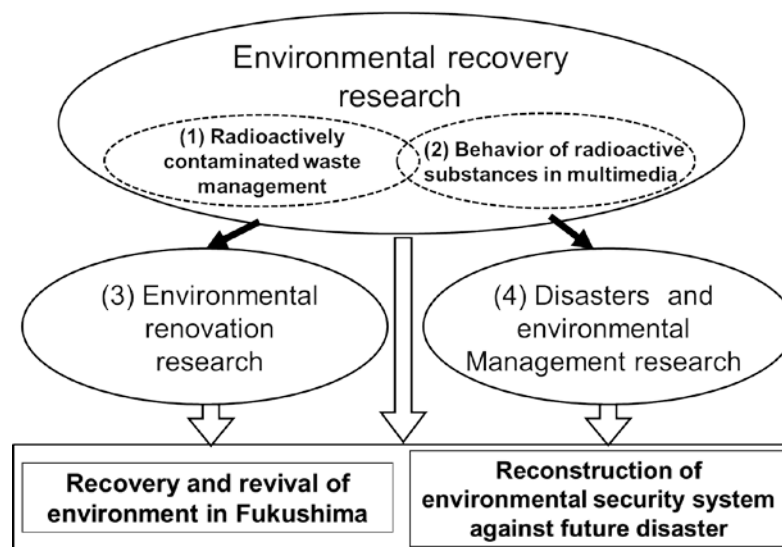 Environmental recovery
research
(1) Radioactively
contaminated waste
management
(2) Behavior of radioactive
substances in multimedia
(3) Environmental
renovation
research
(4) Disasters and
environmental
Management research
Recovery and revival of
environment in Fukushima
Reconstruction of
environmental security system
against future disaster